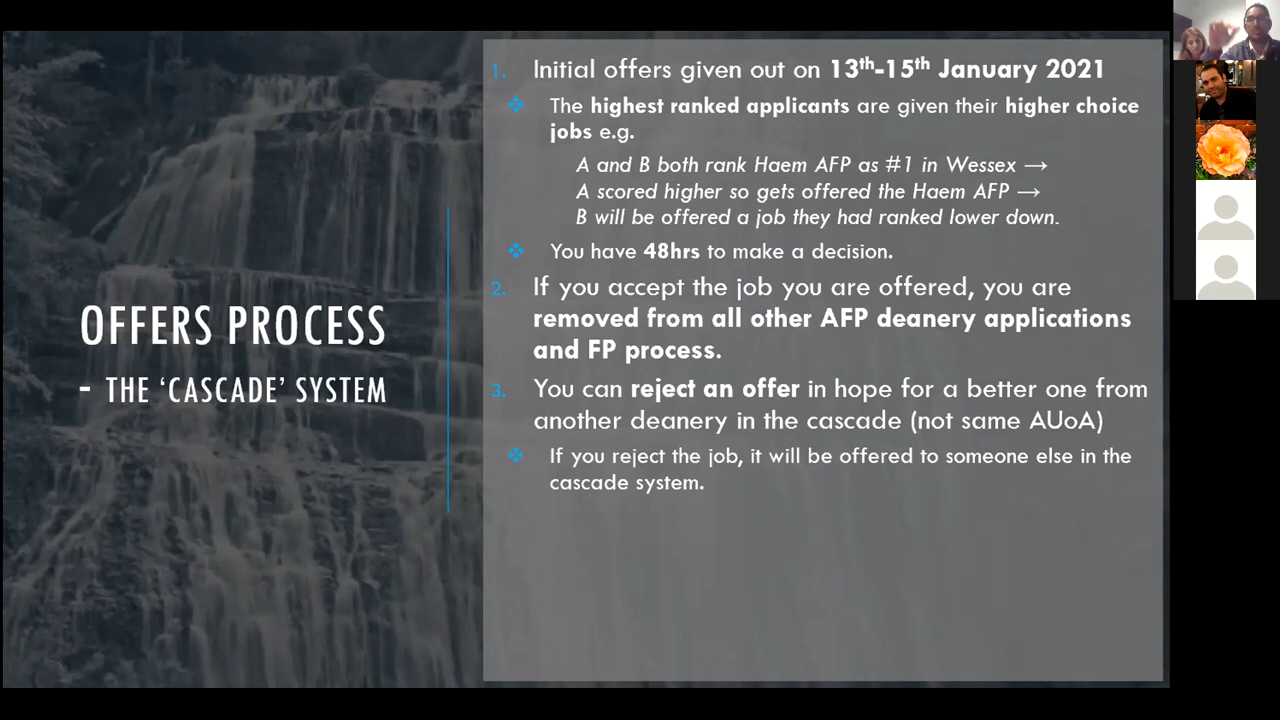 OFFERS PROCESS
- THE ‘CASCADE’ SYSTEM
1. Initial offers given out on 13th-15th January 2021
❖ The highest ranked applicants are given their higher choice
jobs e.g.
A and B both rank Haem AFP as #1 in Wessex →
A scored higher so gets offered the Haem AFP →
B will be offered a job they had ranked lower down.
❖ You have 48hrs to make a decision.
2. If you accept the job you are offered, you are
removed from all other AFP deanery applications
and FP process.
3. You can reject an offer in hope for a better one from
another deanery in the cascade (not same AUoA)
❖ If you reject the job, it will be offered to someone else in the
cascade system.